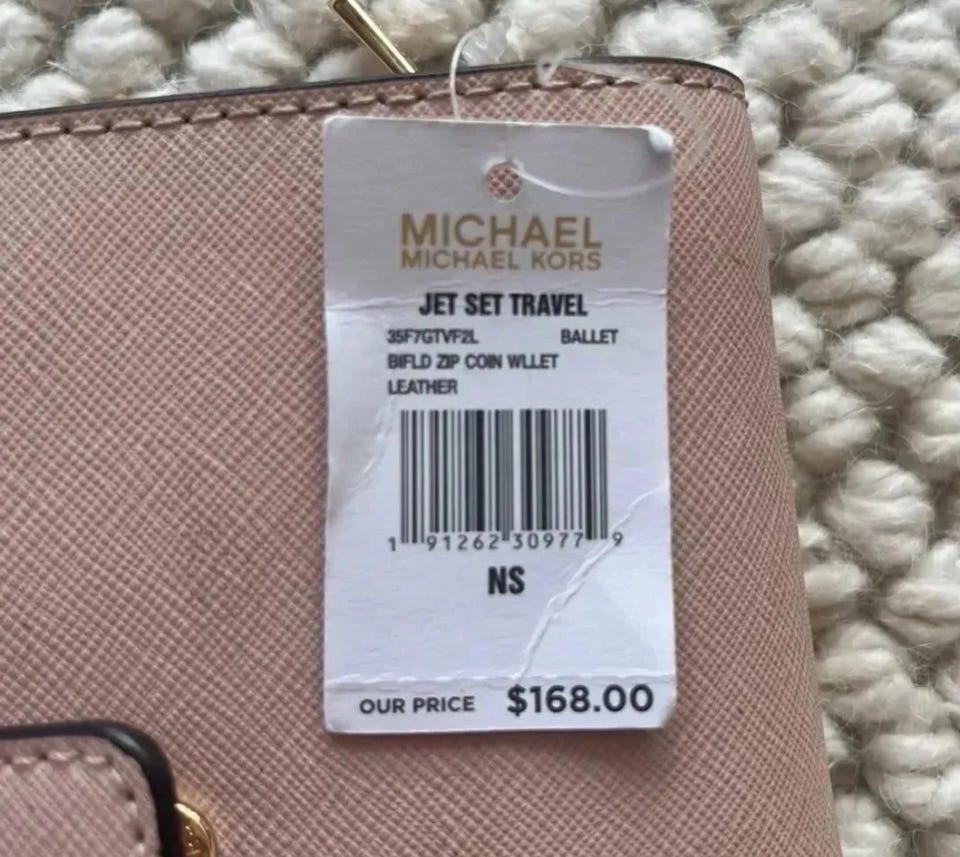 MICHAEL
MICHAEL KORS
JET SET TRAVEL
35F7GTVF2L BALLET
BIFLD ZIP COIN WLLET
LEATHER
1 91262 30977 9
NS
OUR PRICE $168.00